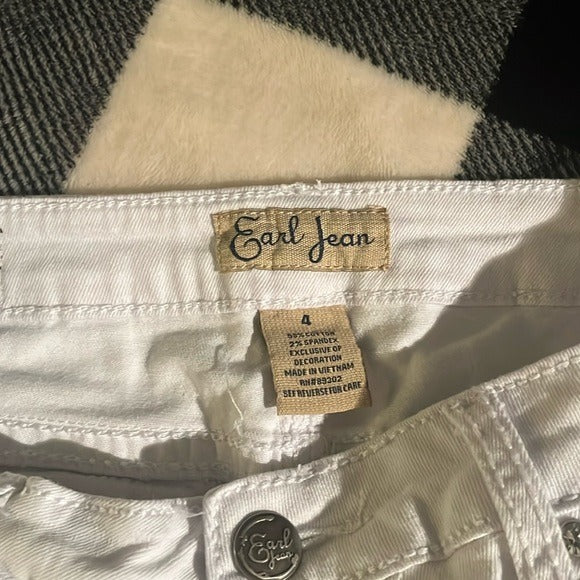 Earl Jean
4
98% COTTON
2% SPANDEX
EXCLUSIVE OF
DECORATION
MADE IN VIETNAM
RN#89202
SEE REVERSE FOR CARE
Earl
Jean